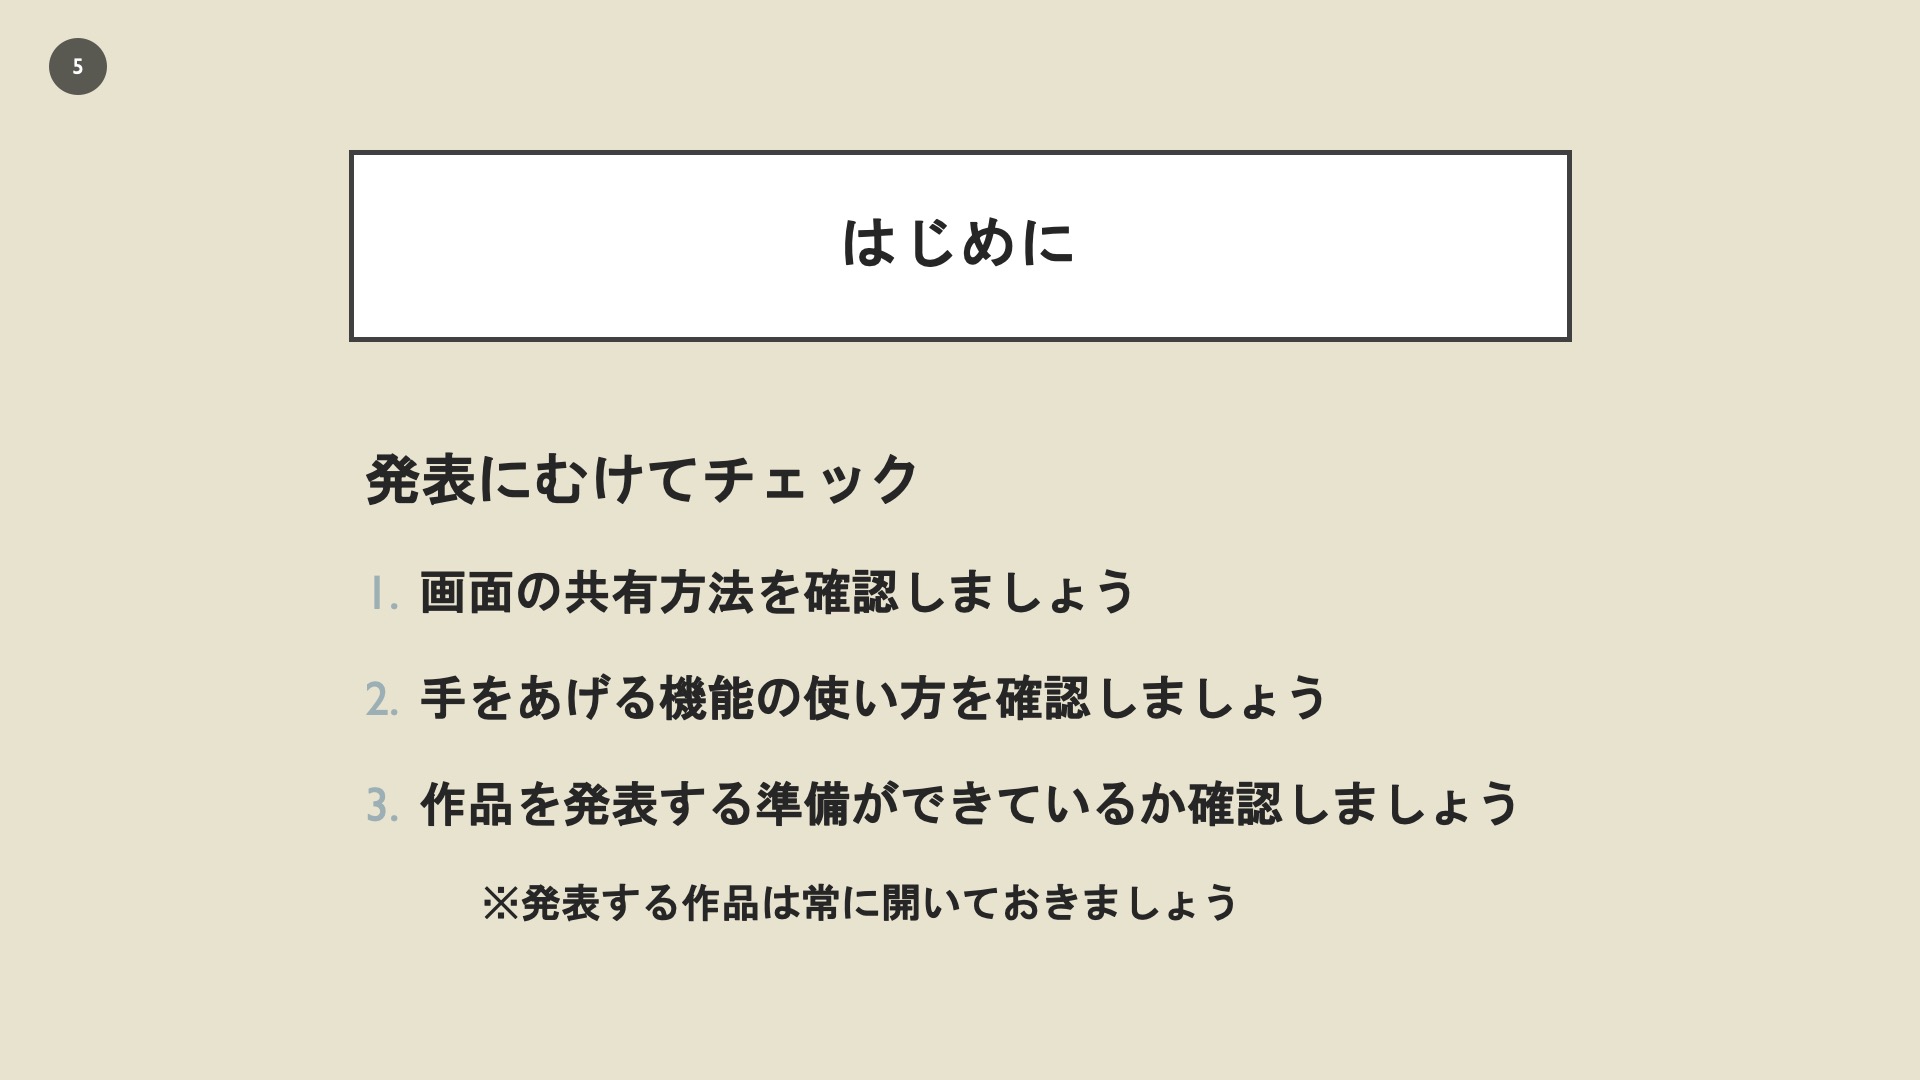 5
はじめに
発表にむけてチェック
1. 画面の共有方法を確認しましょう
2. 手をあげる機能の使い方を確認しましょう
3. 作品を発表する準備ができているか確認しましょう
※発表する作品は常に開いておきましょう